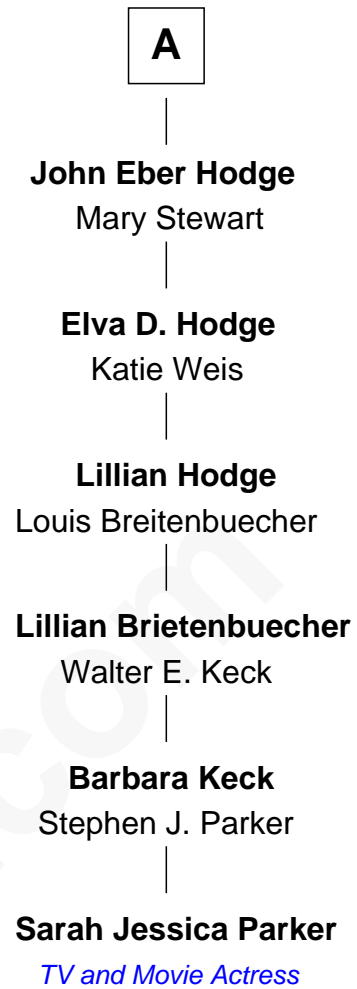 A
John Eber Hodge
Mary Stewart
Elva D. Hodge
Katie Weis
Lillian Hodge
Louis Breitenbuecher
Lillian Brietenbuecher
Walter E. Keck
Barbara Keck
Stephen J. Parker
Sarah Jessica Parker
TV and Movie Actress